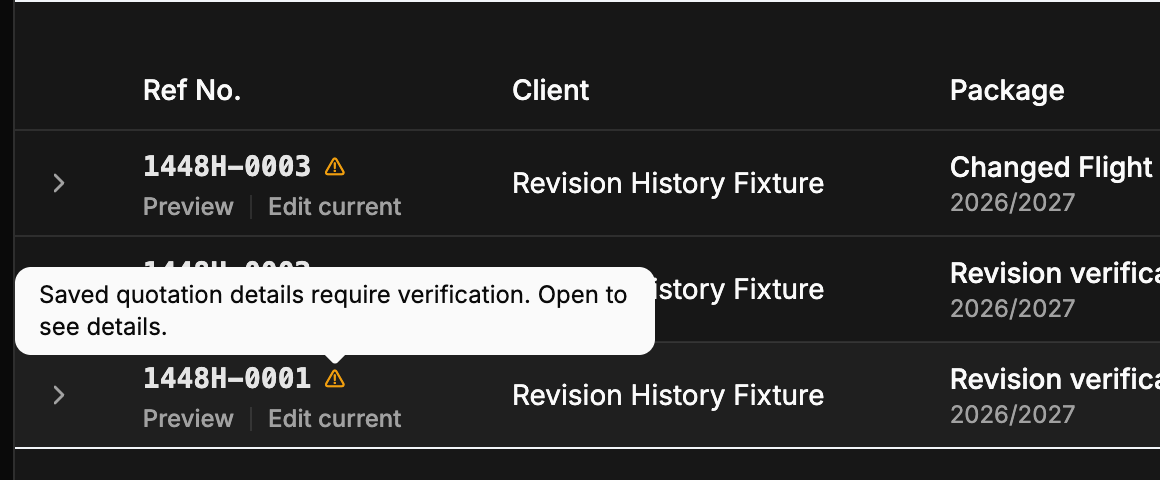 Ref No.
Client
Package
1448H-0003
Preview
Edit current
Revision History Fixture
Changed Flight
2026/2027
Saved quotation details require verification. Open to
see details.
History Fixture
Revision verifica
2026/2027
1448H-0001
Preview
Edit current
Revision History Fixture
Revision verifica
2026/2027